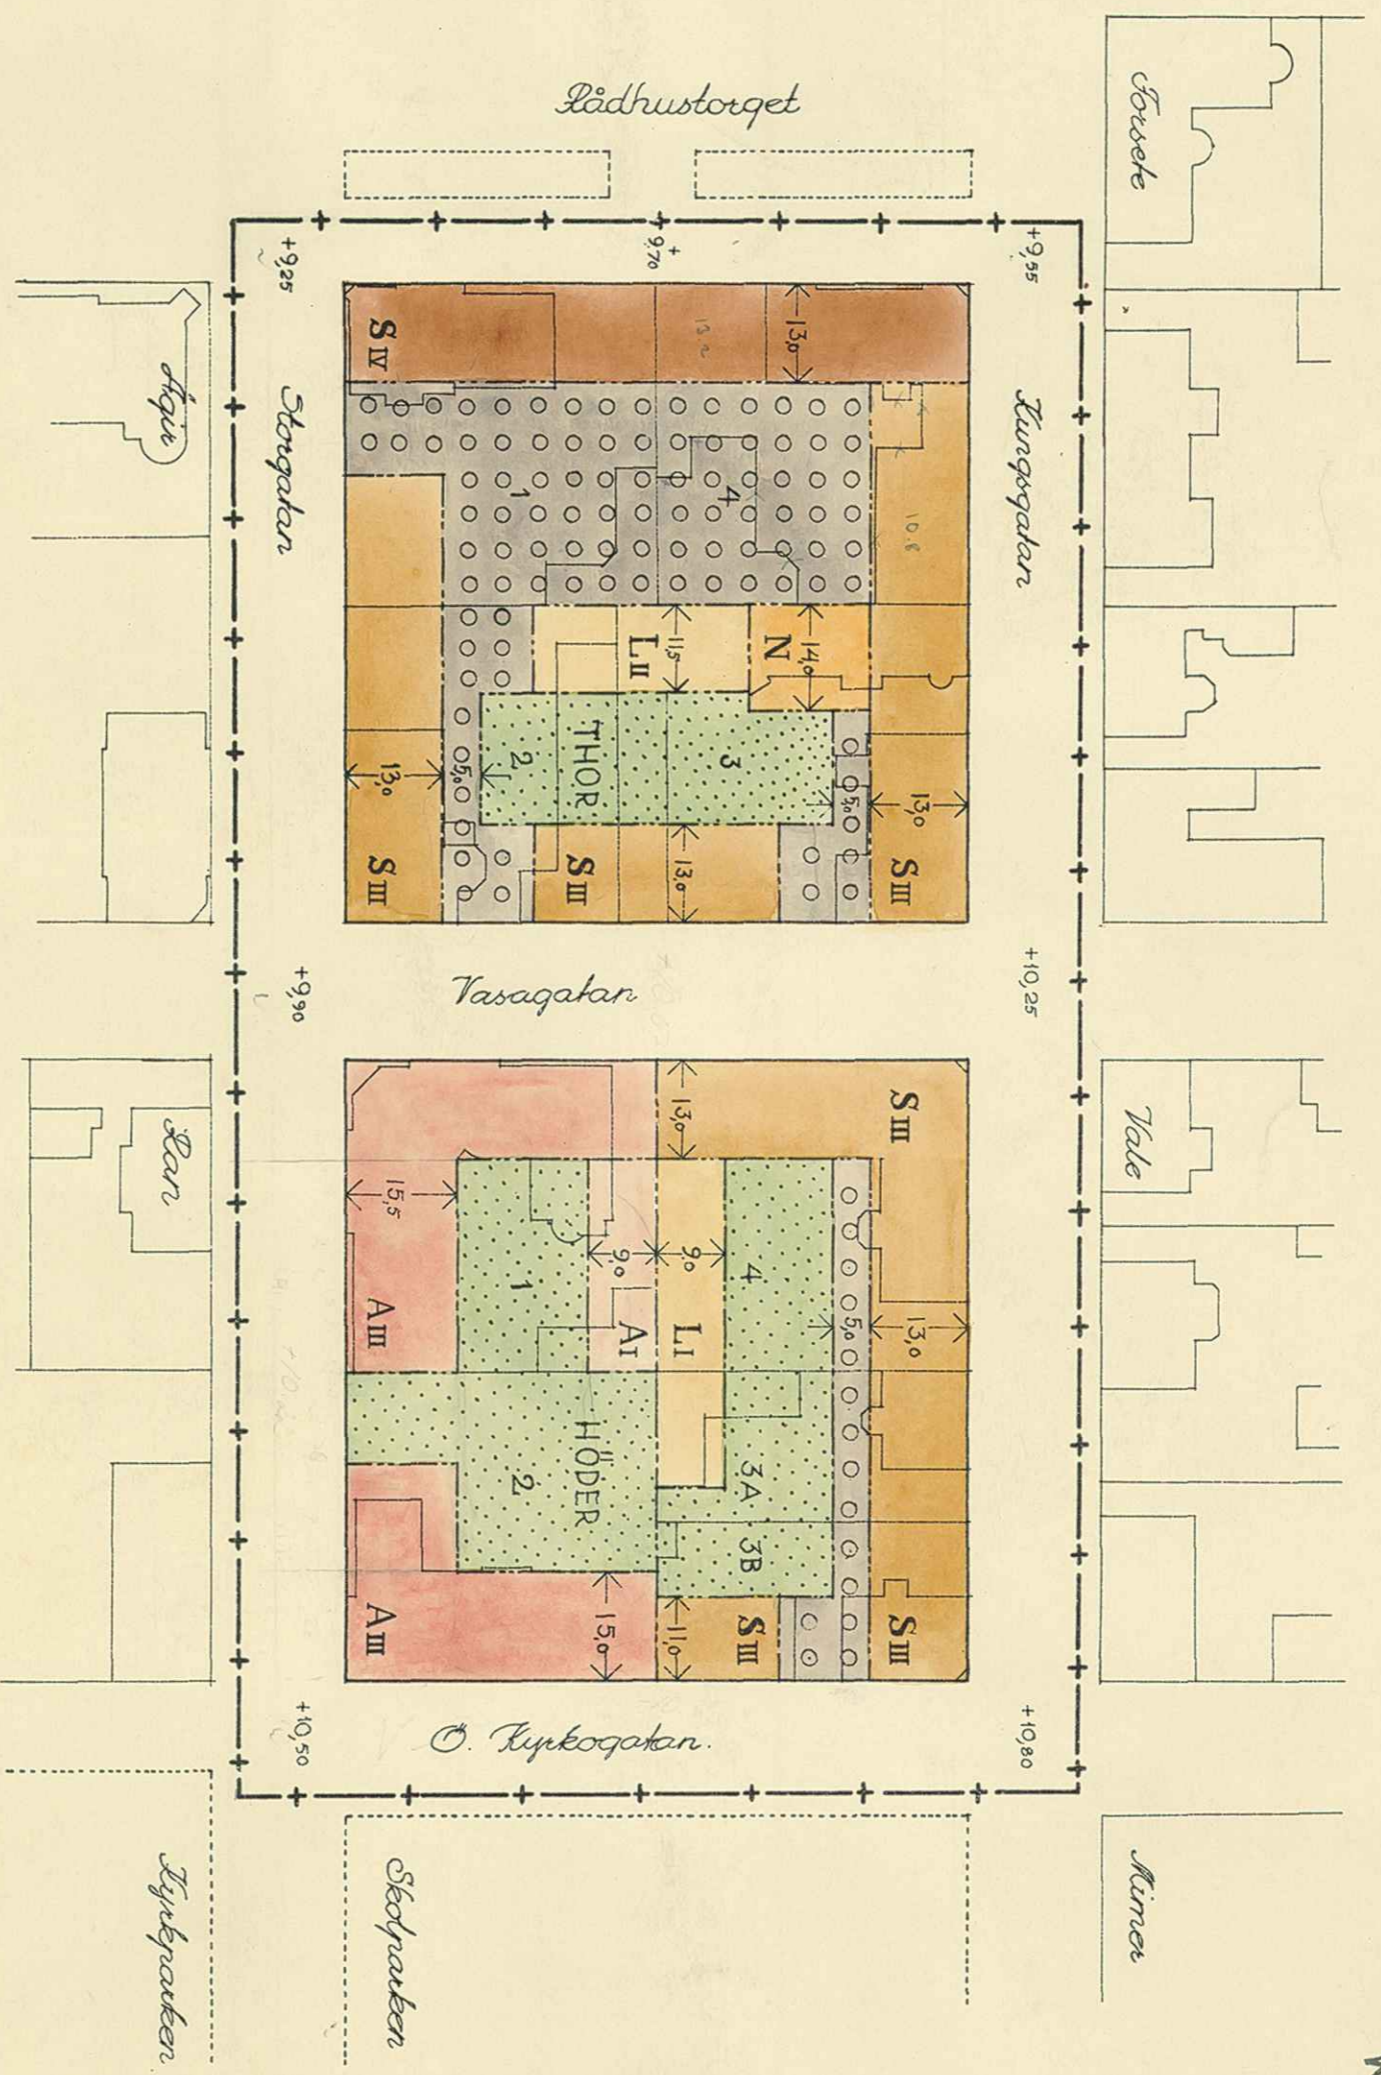 Rådhustorget
Forsete
+9,25
+9,70
+9,55
S IV
13,2
13,0
Ägir
Storgatan
Kungsgatan
1
4
10.8
L II
11,5
N
14,0
2
THOR
3
13,0
5,0
5,0
13,0
S III
S III
13,0
S III
+9,90
Vasagatan
+10,25
Ran
13,0
S III
Vale
15,5
1
9,0
9,0
4
A III
A I
L I
5,0
13,0
2
HÖDER
3A
3B
A III
15,0
11,0
S III
S III
+10,50
Ö. Kyrkogatan.
+10,80
Kyrkparken
Skolparken
Mimer